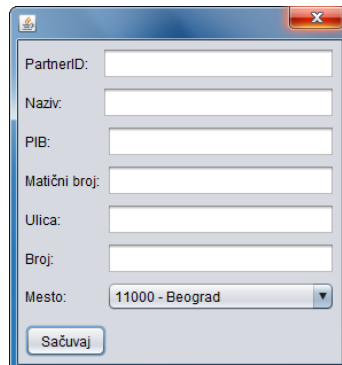 PartnerID:
Naziv:
PIB:
Matični broj:
Ulica:
Broj:
Mesto: 11000 - Beograd
Sačuvaj